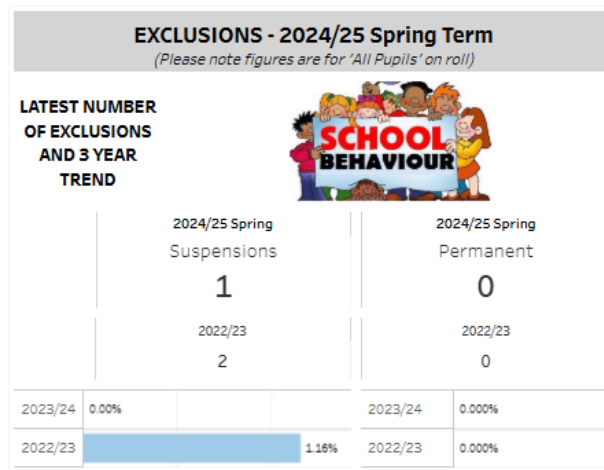 EXCLUSIONS - 2024/25 Spring Term
(Please note figures are for 'All Pupils' on roll)
LATEST NUMBER
OF EXCLUSIONS
AND 3 YEAR
TREND
SCHOOL
BEHAVIOUR
2024/25 Spring
Suspensions
1
2022/23
2
2024/25 Spring
Permanent
0
2022/23
0
2023/24 0.00%
2022/23 1.16%
2023/24 0.000%
2022/23 0.000%